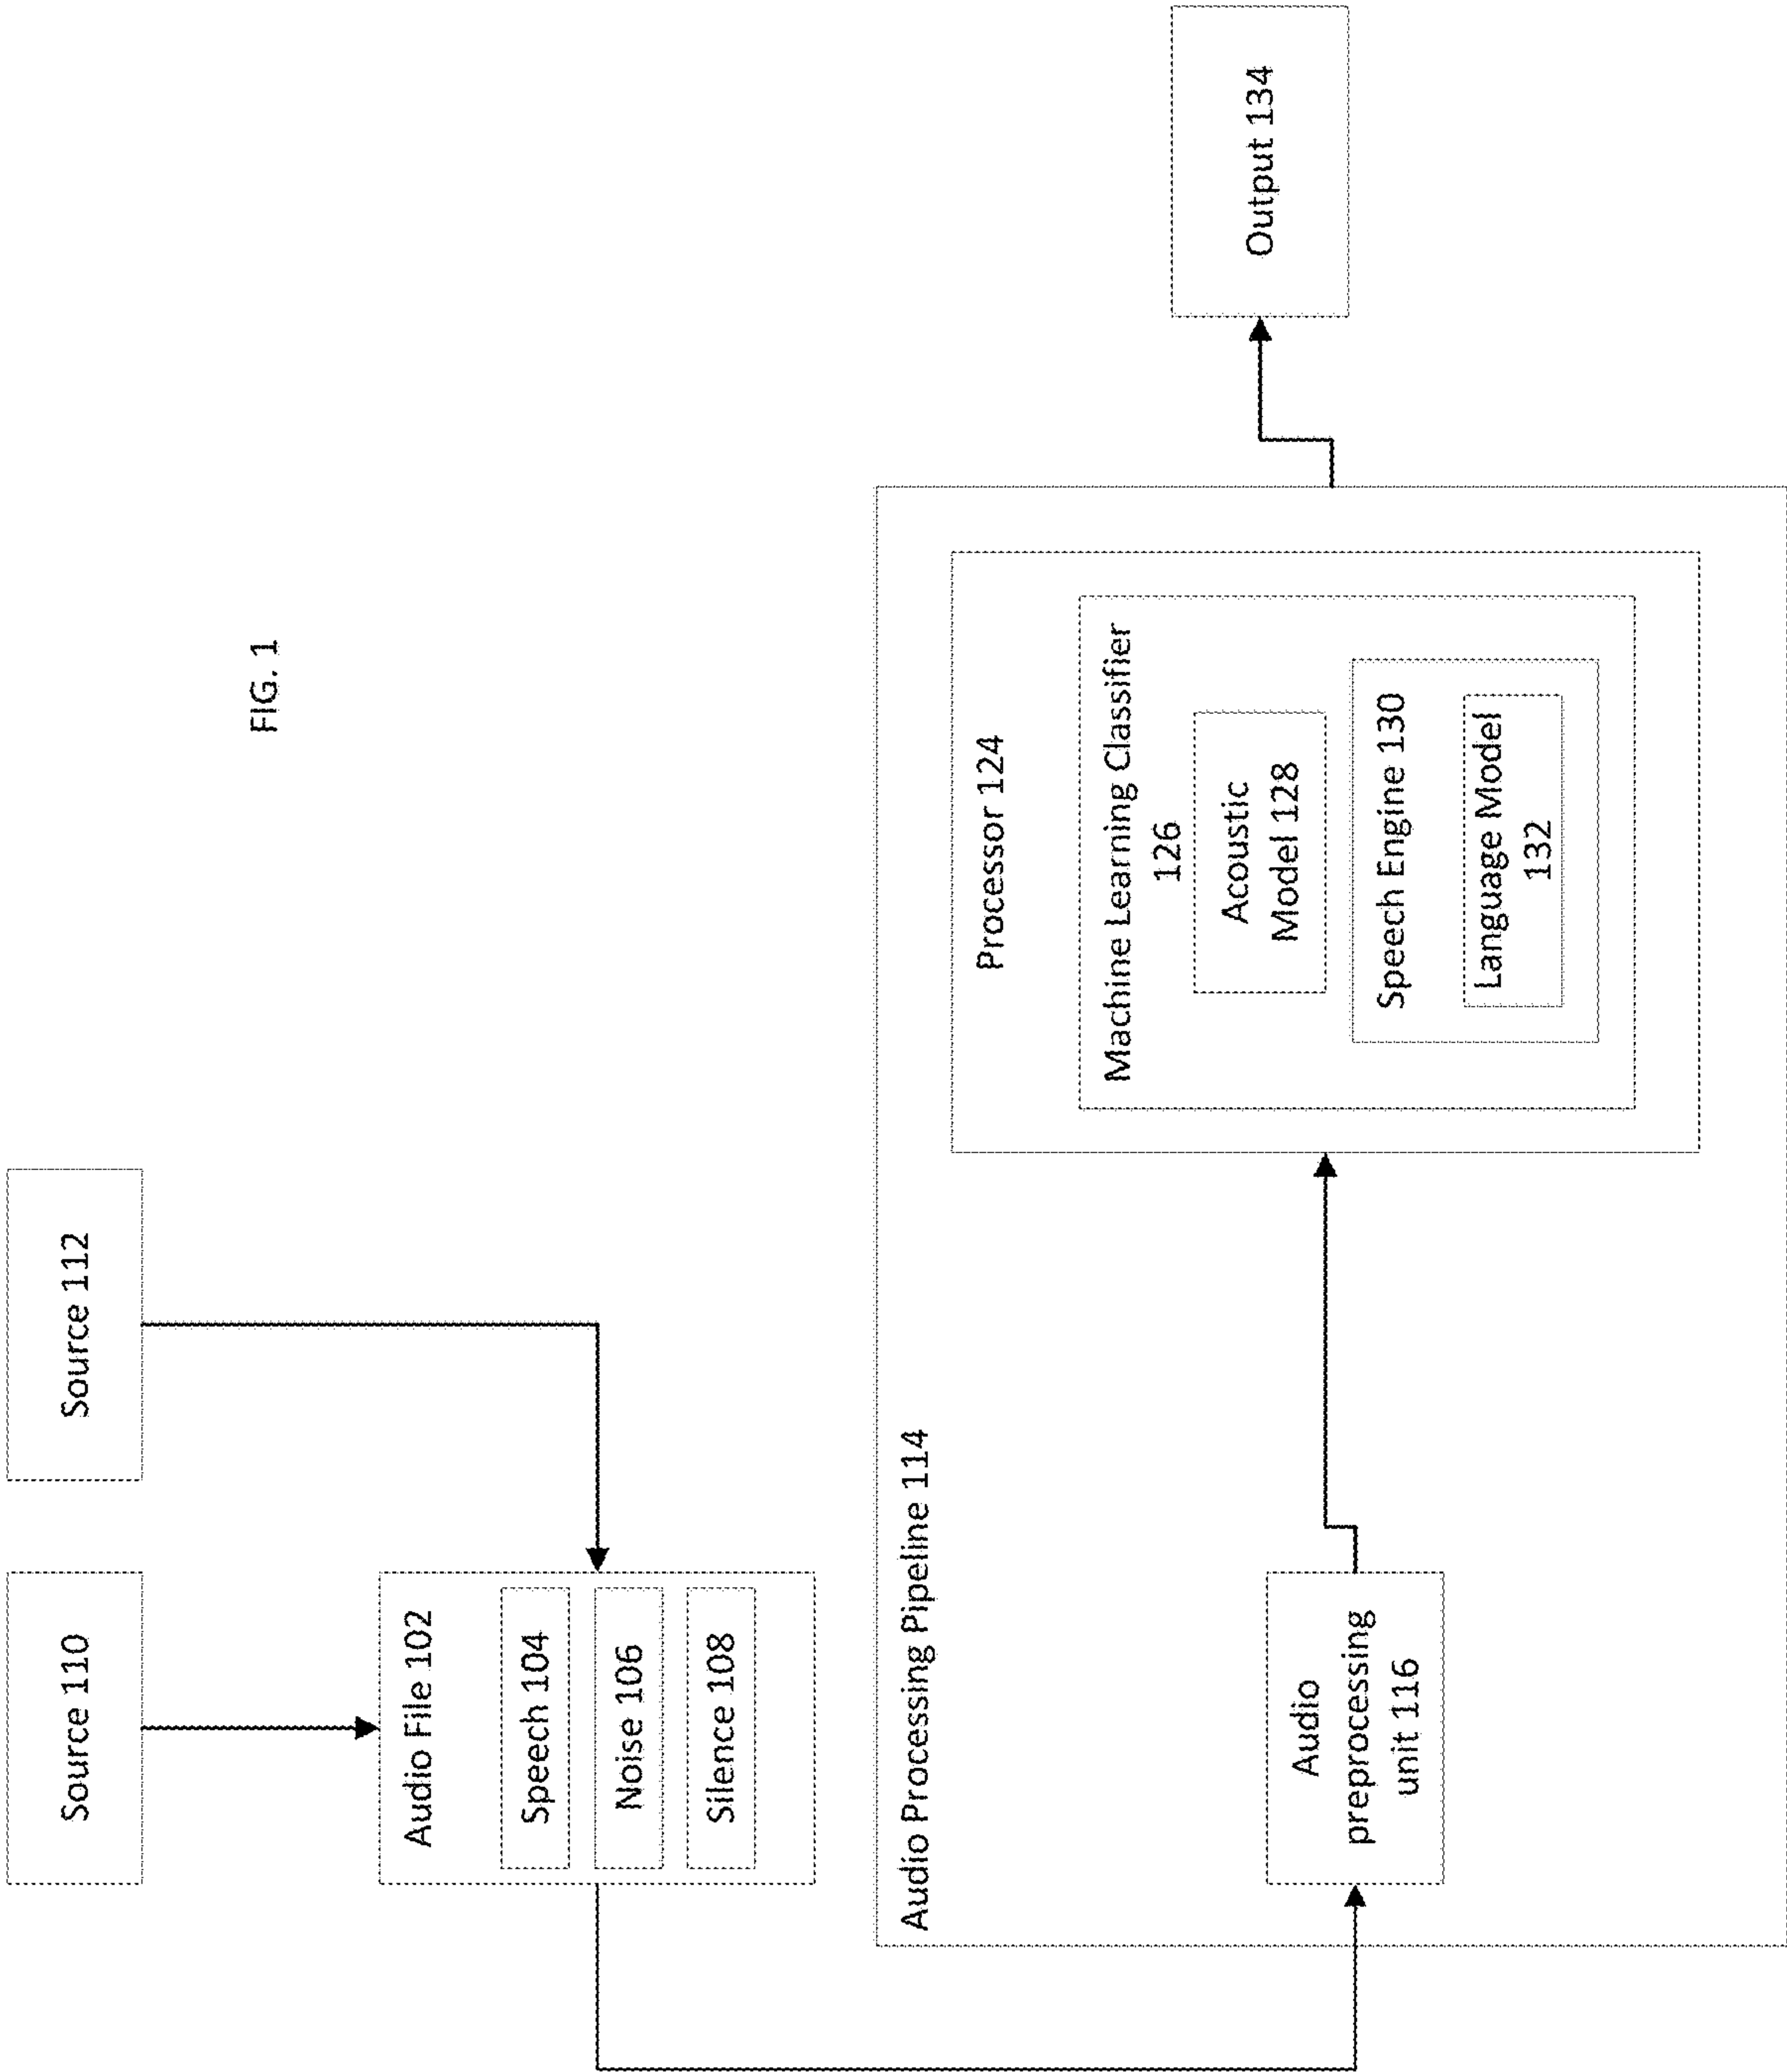 FIG. 1
Source 110
Source 112
Audio File 102
Speech 104
Noise 106
Silence 108
Audio Processing Pipeline 114
Audio
preprocessing
unit 116
Processor 124
Machine Learning Classifier
126
Acoustic
Model 128
Speech Engine 130
Language Model
132
Output 134